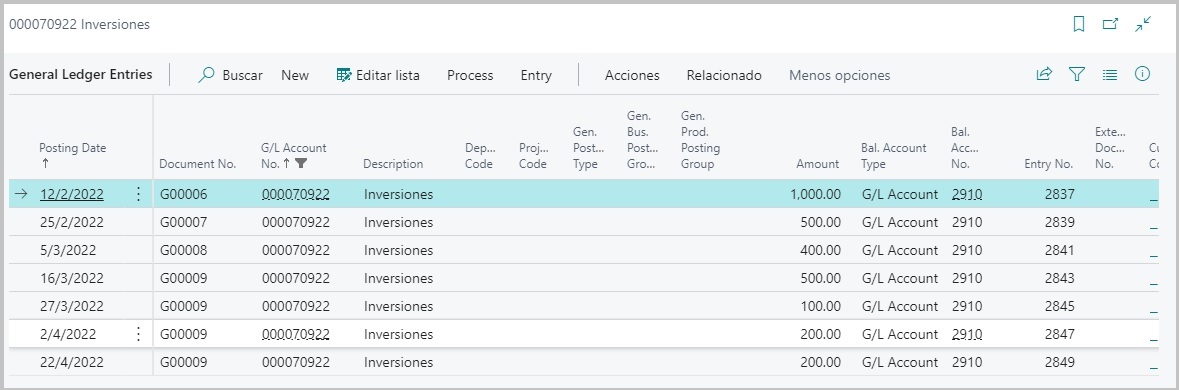 000070922 Inversiones
General Ledger Entries Buscar New Editar lista Process Entry Acciones Relacionado Menos opciones
Posting Date ↑ Document No. G/L Account No. ↑ Description Dep... Code Proj... Code Gen. Post... Type Gen. Bus. Post... Gro... Gen. Prod. Posting Group Amount Bal. Account Type Bal. Acc... No. Entry No. Exte... Doc... No. Cu Co
→ 12/2/2022 G00006 000070922 Inversiones 1,000.00 G/L Account 2910 2837 _
25/2/2022 G00007 000070922 Inversiones 500.00 G/L Account 2910 2839 _
5/3/2022 G00008 000070922 Inversiones 400.00 G/L Account 2910 2841 _
16/3/2022 G00009 000070922 Inversiones 500.00 G/L Account 2910 2843 _
27/3/2022 G00009 000070922 Inversiones 100.00 G/L Account 2910 2845 _
2/4/2022 G00009 000070922 Inversiones 200.00 G/L Account 2910 2847 _
22/4/2022 G00009 000070922 Inversiones 200.00 G/L Account 2910 2849 _